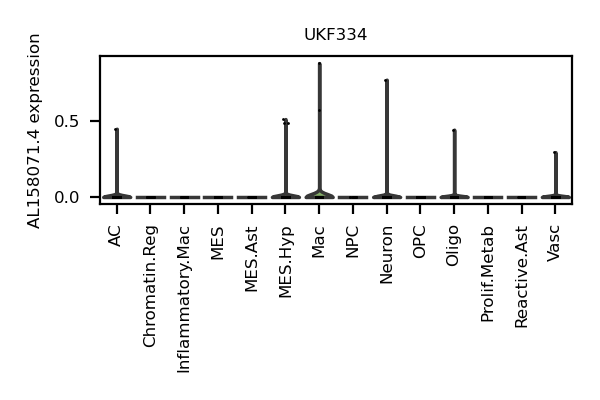 UKF334
AL158071.4 expression
0.5
0.0
AC
Chromatin.Reg
Inflammatory.Mac
MES
MES.Ast
MES.Hyp
Mac
NPC
Neuron
OPC
Oligo
Prolif.Metab
Reactive.Ast
Vasc